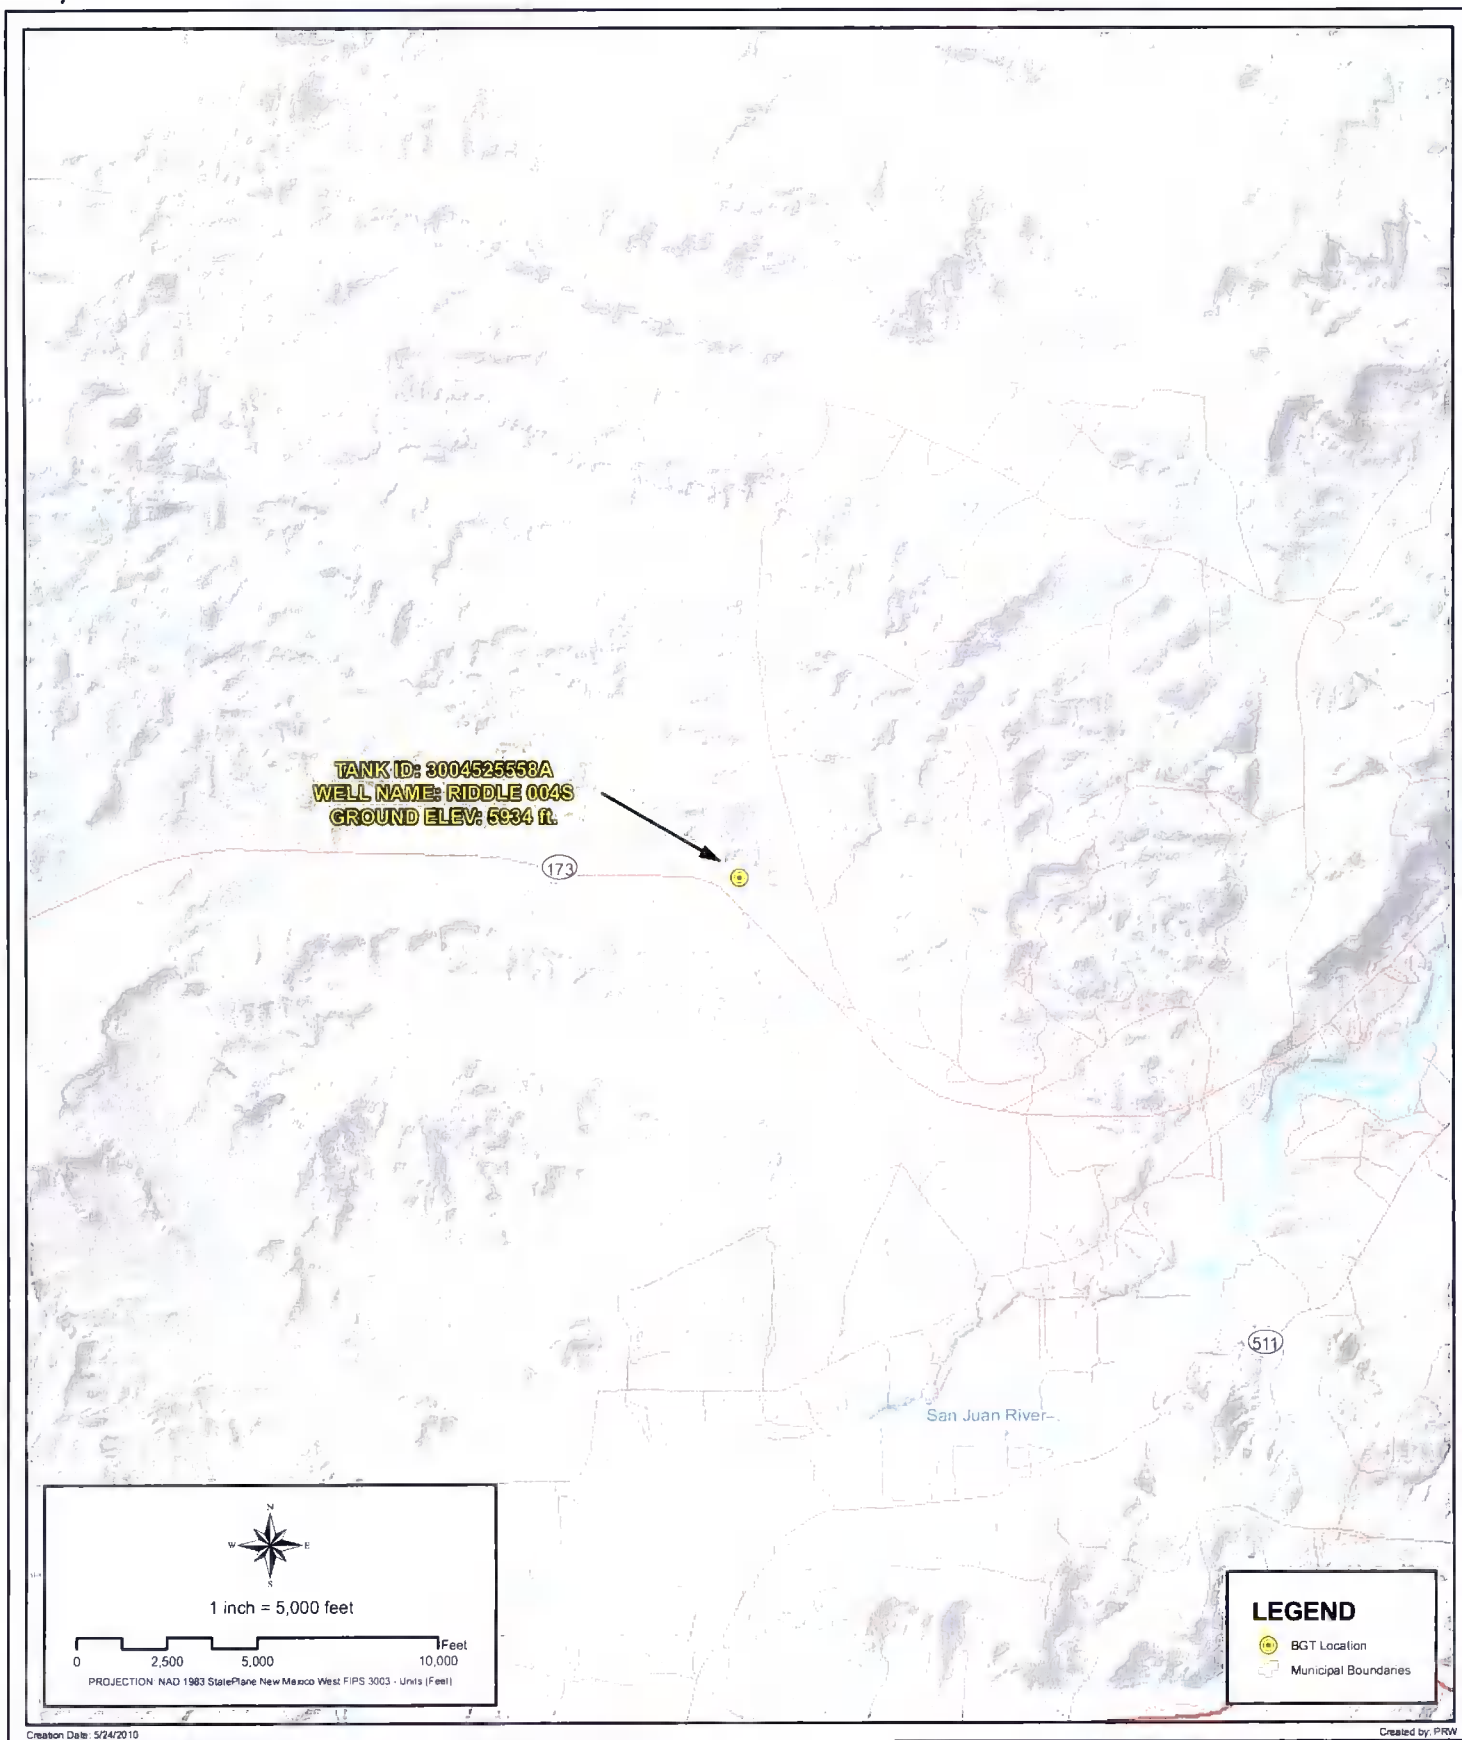 TANK ID: 3004525558A
WELL NAME: RIDDLE 004S
GROUND ELEV: 5934 ft.
173
511
San Juan River
N
W E
S
1 inch = 5,000 feet
Feet
0 2,500 5,000 10,000
PROJECTION: NAD 1983 StatePlane New Mexico West FIPS 3003 - Units (Feet)
LEGEND
BGT Location
Municipal Boundaries
Creation Date: 5/24/2010
Created by: PRW